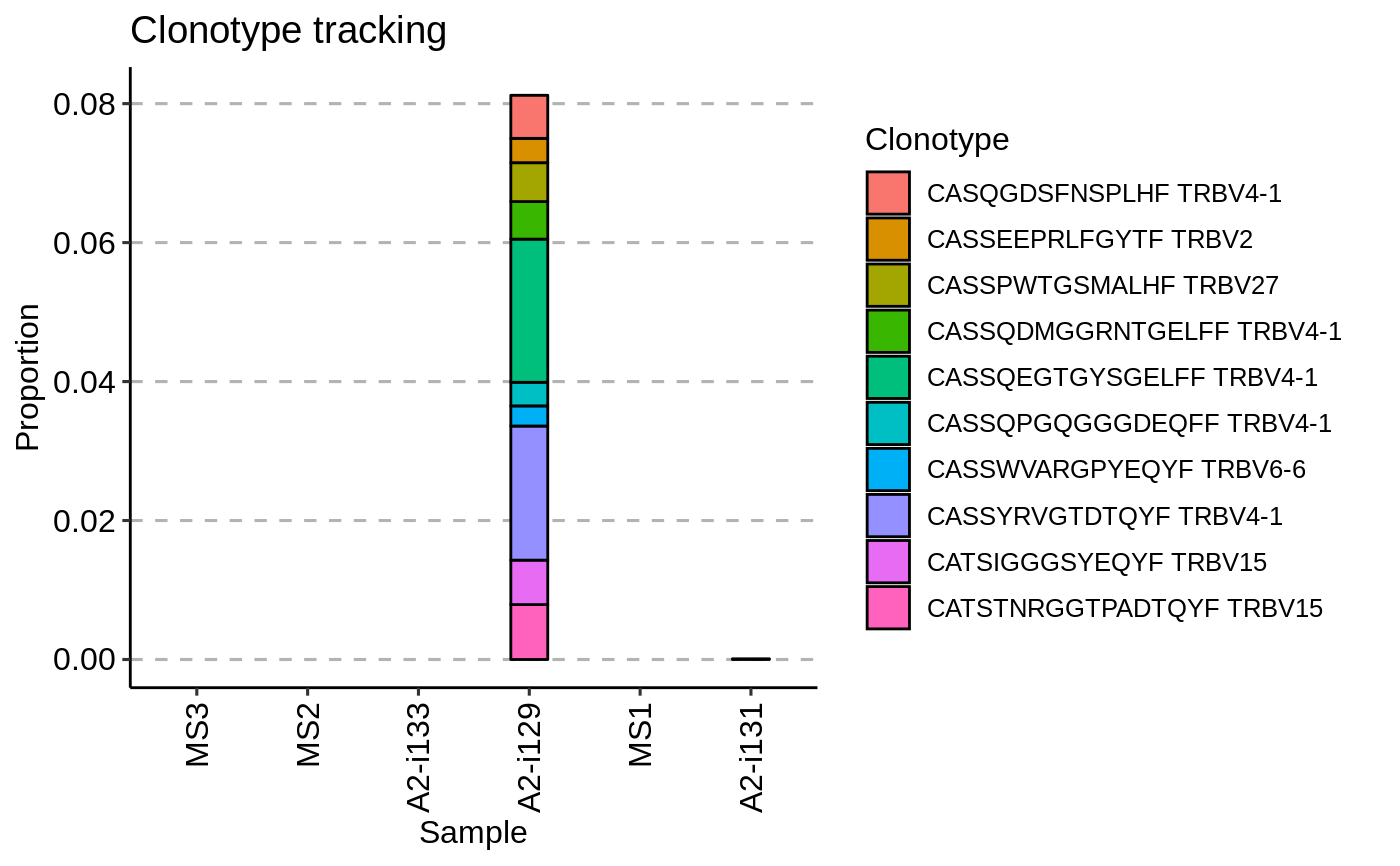 Clonotype tracking
Proportion
0.08
0.06
0.04
0.02
0.00
MS3
MS2
A2-i133
A2-i129
MS1
A2-i131
Sample
Clonotype
CASQGDSFNSPLHF TRBV4-1
CASSEEPRLFGYTF TRBV2
CASSPWTGSMALHF TRBV27
CASSQDMGGRNTGELFF TRBV4-1
CASSQEGTGYSGELFF TRBV4-1
CASSQPGQGGGDEQFF TRBV4-1
CASSWVARGPYEQYF TRBV6-6
CASSYRVGTDTQYF TRBV4-1
CATSIGGGSYEQYF TRBV15
CATSTNRGGTPADTQYF TRBV15